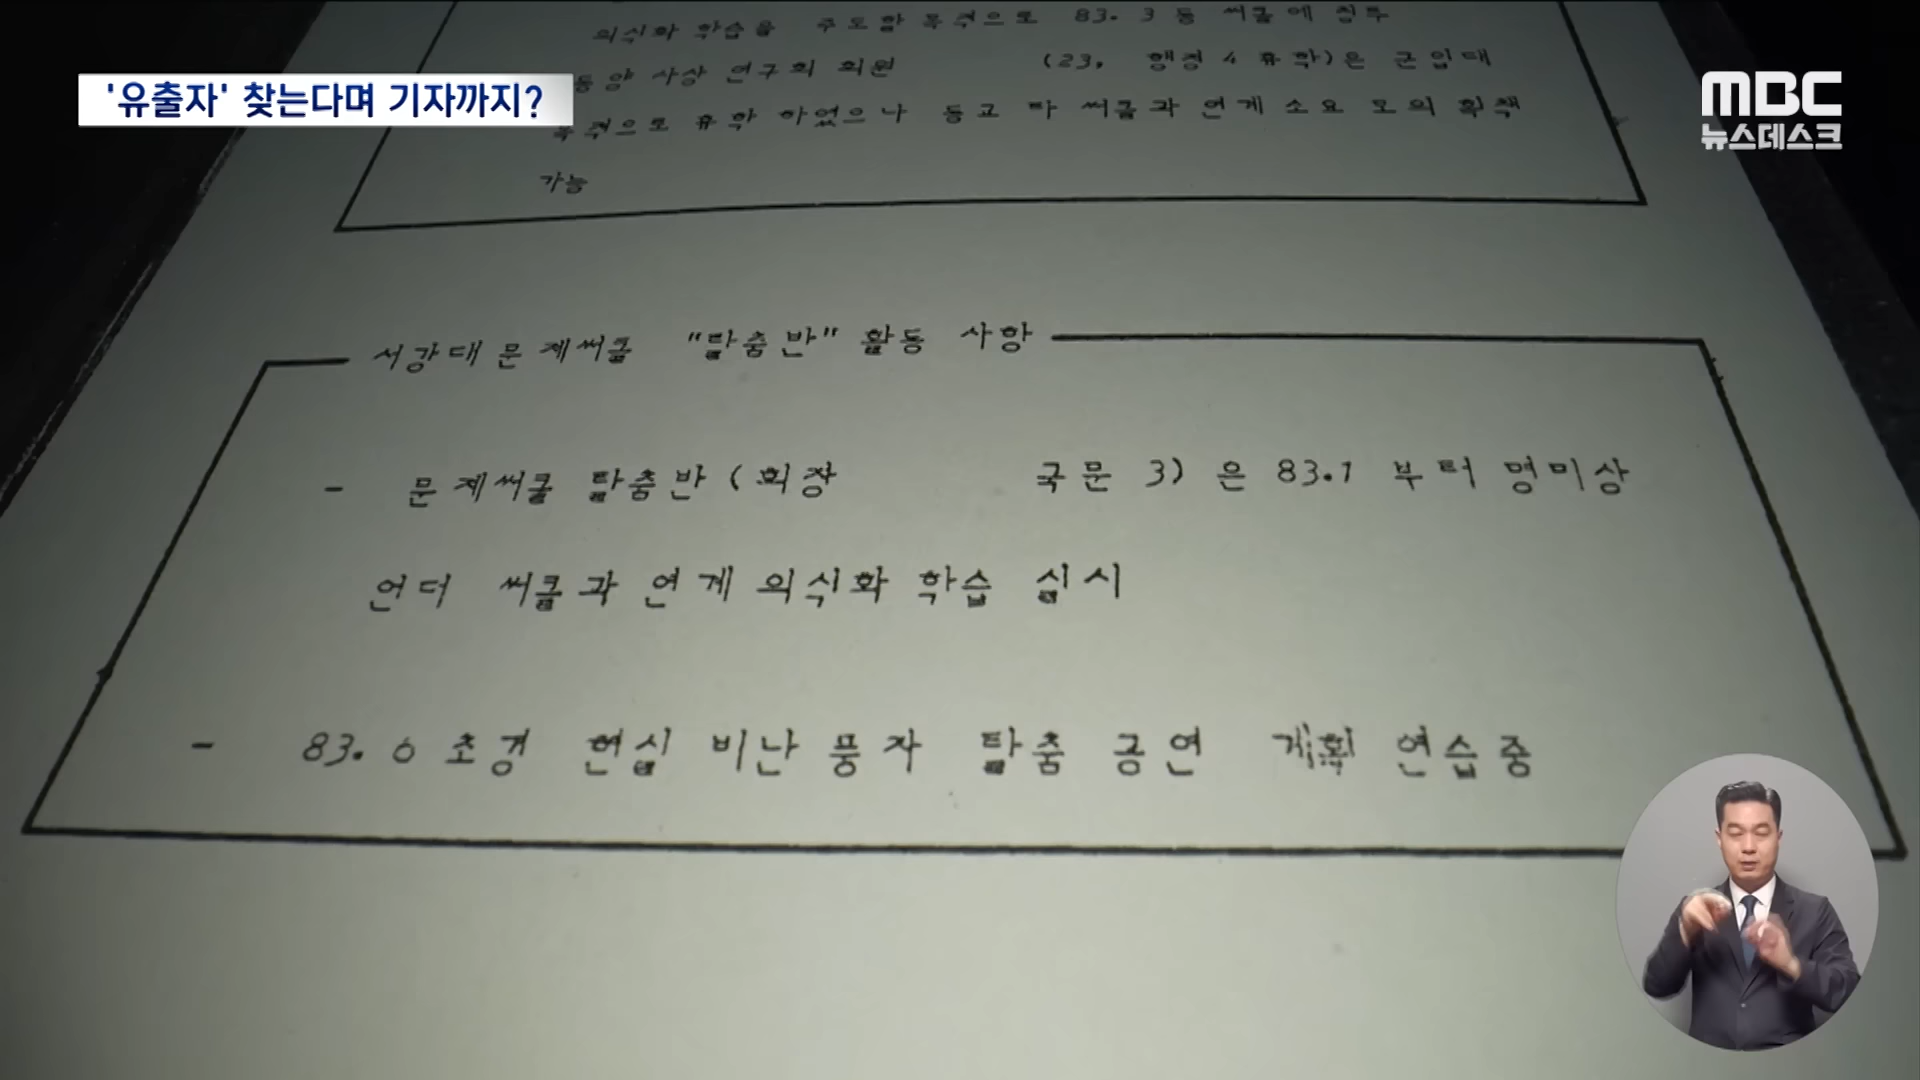 의식화 학습을 주도할 목적으로 83. 3 동 써클에 침투
동양 사상 연구회 회원 (23, 행정 4 휴학)은 군입대
목적으로 휴학 하였으나 동교 타 써클과 연계 소요 모의 획책
가능
'유출자' 찾는다며 기자까지?
MBC
뉴스데스크
서강대 문제써클 "탈춤반" 활동 사항
- 문제써클 탈춤반 (회장 국문 3) 은 83.1 부터 명미상
언더 써클과 연계 의식화 학습 실시
- 83. 6 초경 현실 비난 풍자 탈춤 공연 계획 연습중